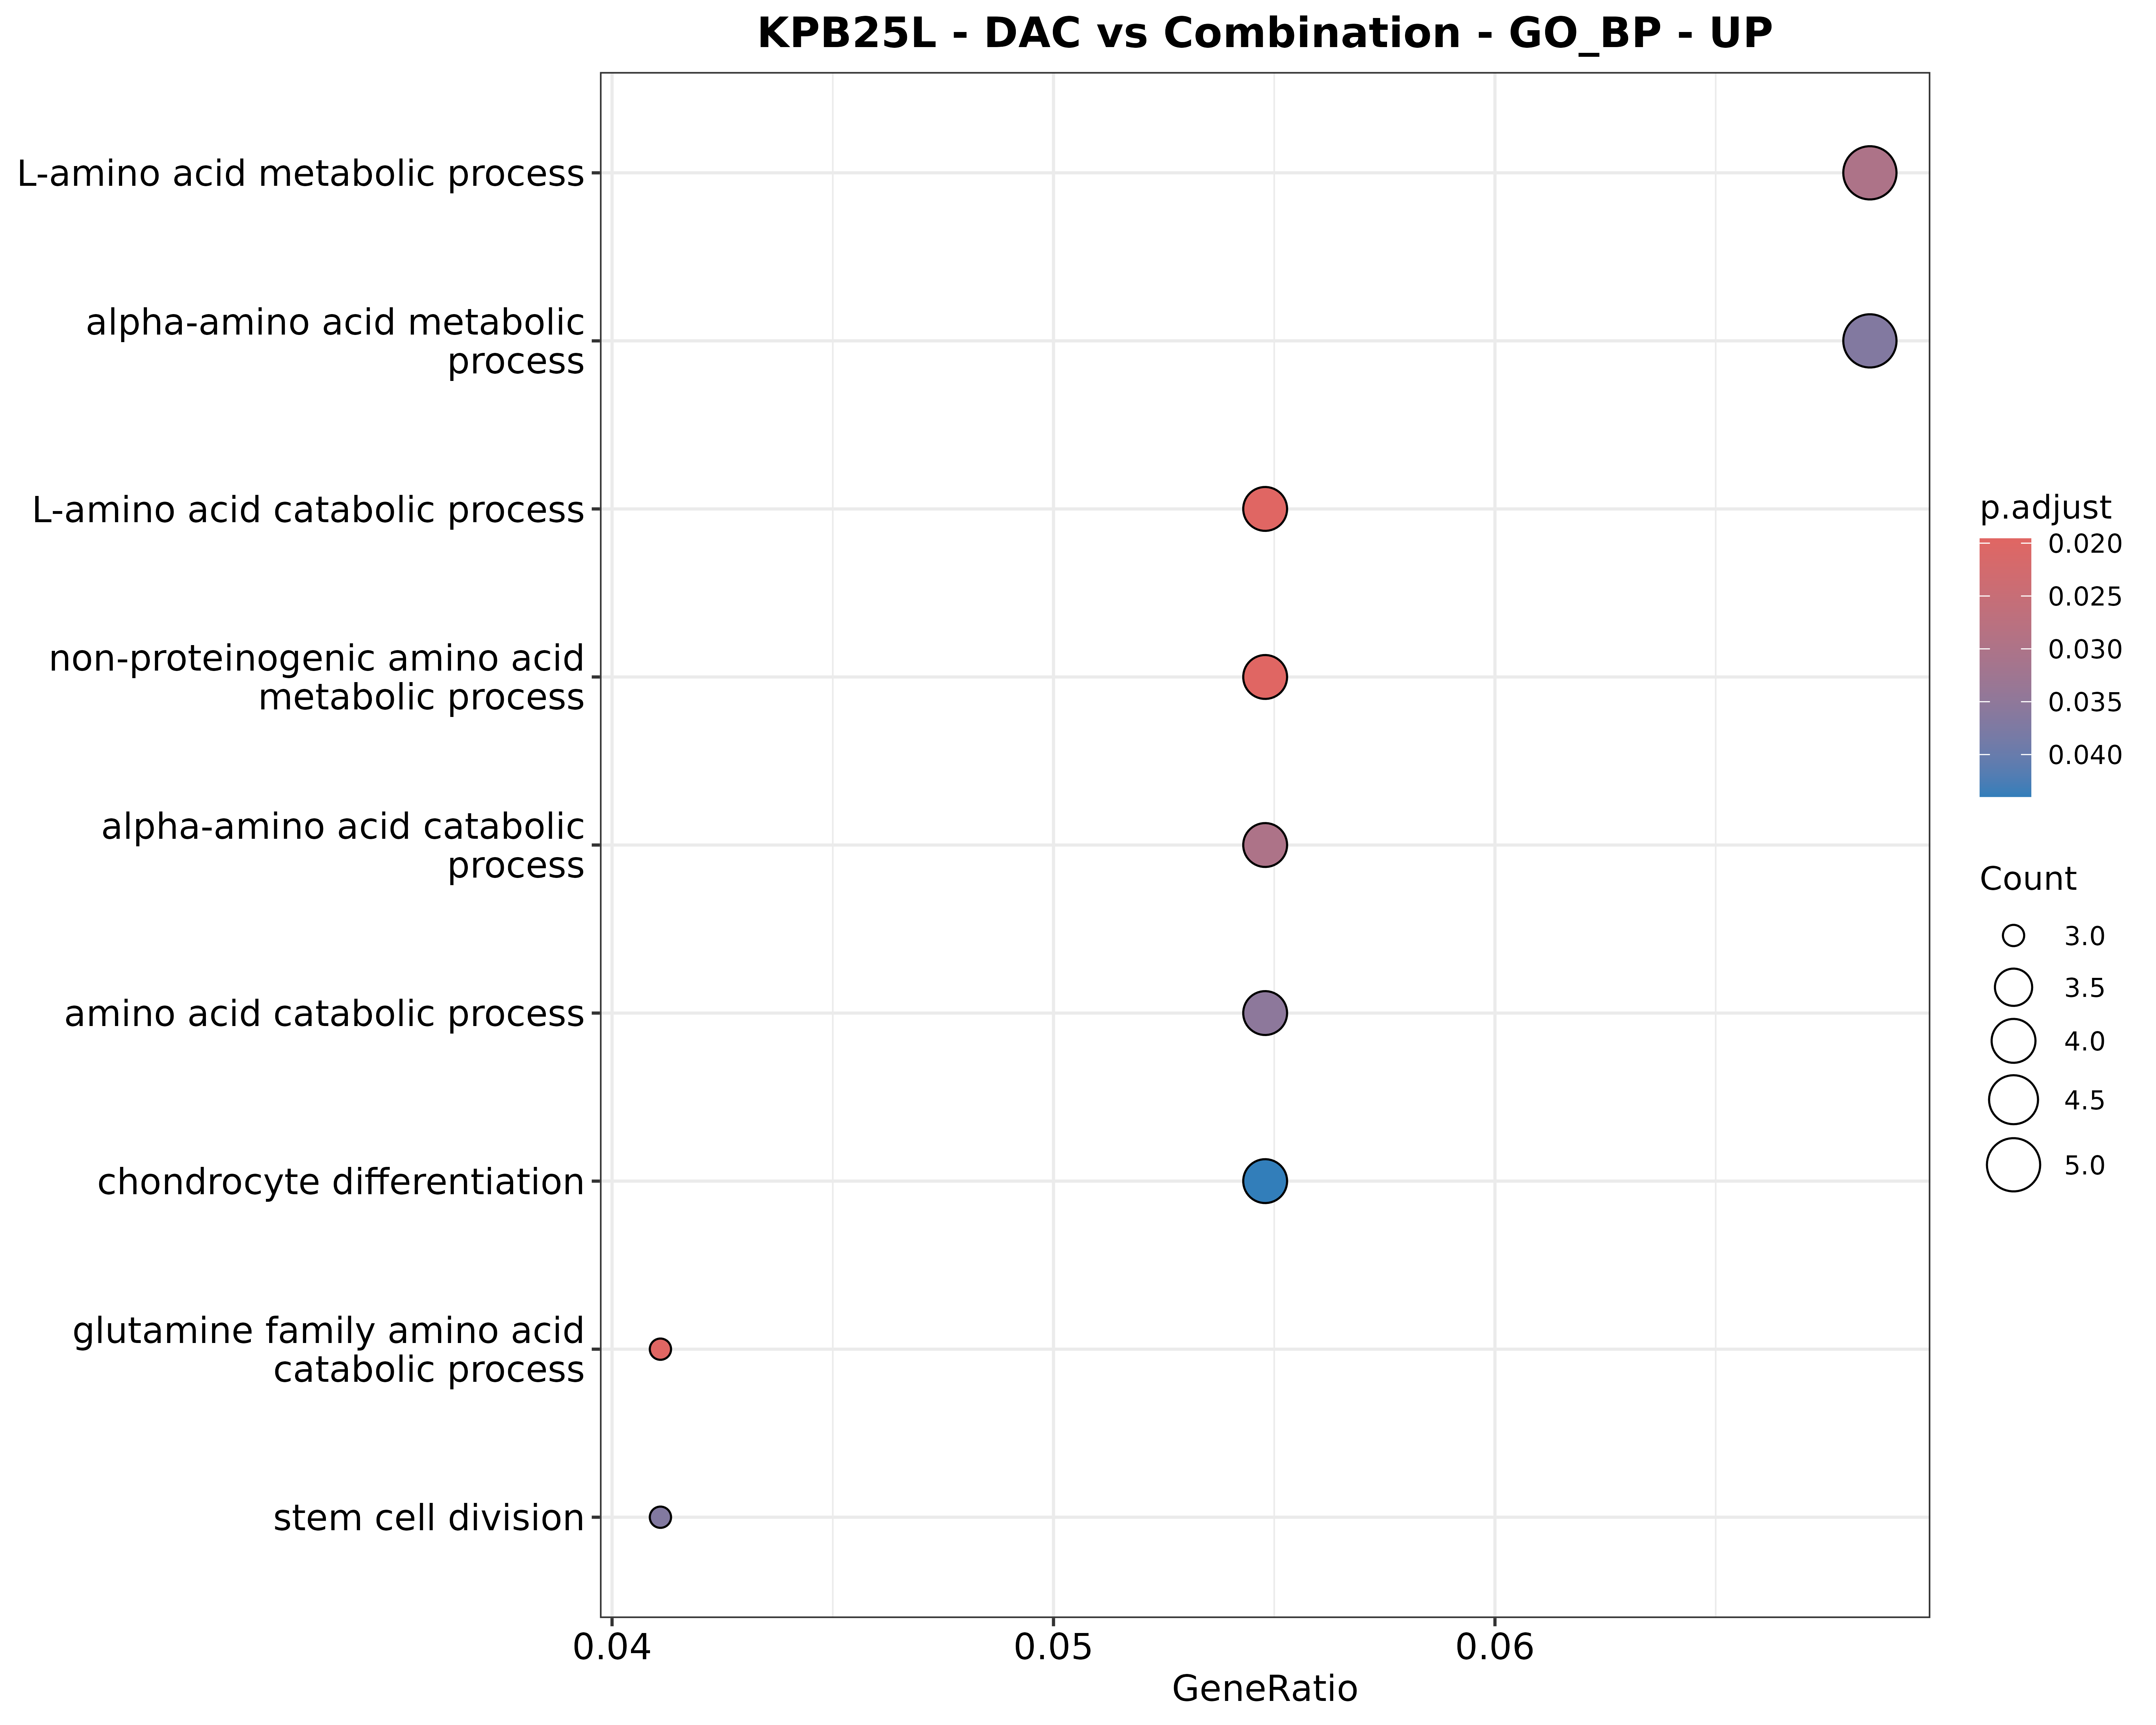 KPB25L - DAC vs Combination - GO_BP - UP
L-amino acid metabolic process
alpha-amino acid metabolic
process
L-amino acid catabolic process
non-proteinogenic amino acid
metabolic process
alpha-amino acid catabolic
process
amino acid catabolic process
chondrocyte differentiation
glutamine family amino acid
catabolic process
stem cell division
0.04
0.05
0.06
GeneRatio
p.adjust
0.020
0.025
0.030
0.035
0.040
Count
3.0
3.5
4.0
4.5
5.0